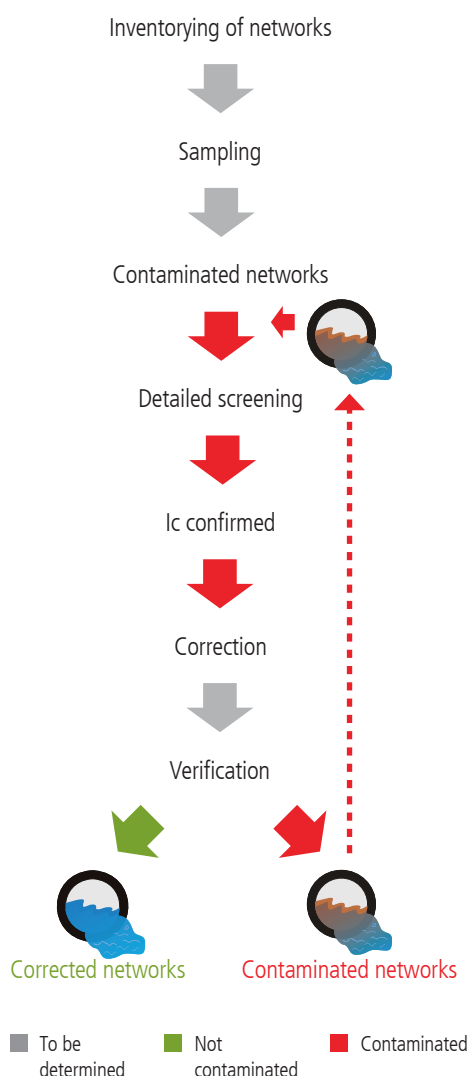 Inventorying of networks
Sampling
Contaminated networks
Detailed screening
Ic confirmed
Correction
Verification
Corrected networks
Contaminated networks
To be
determined
Not
contaminated
Contaminated